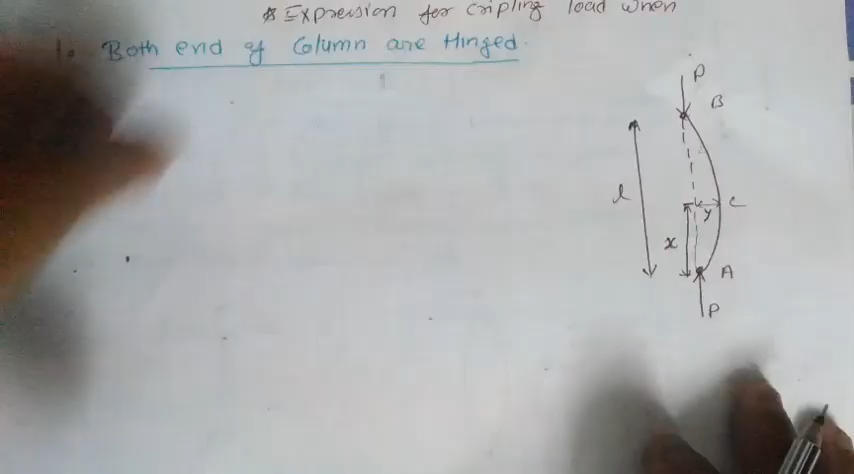 * Expression for cripling load when
1. Both end of Column are Hinged.
P
B
l
y
C
x
A
P